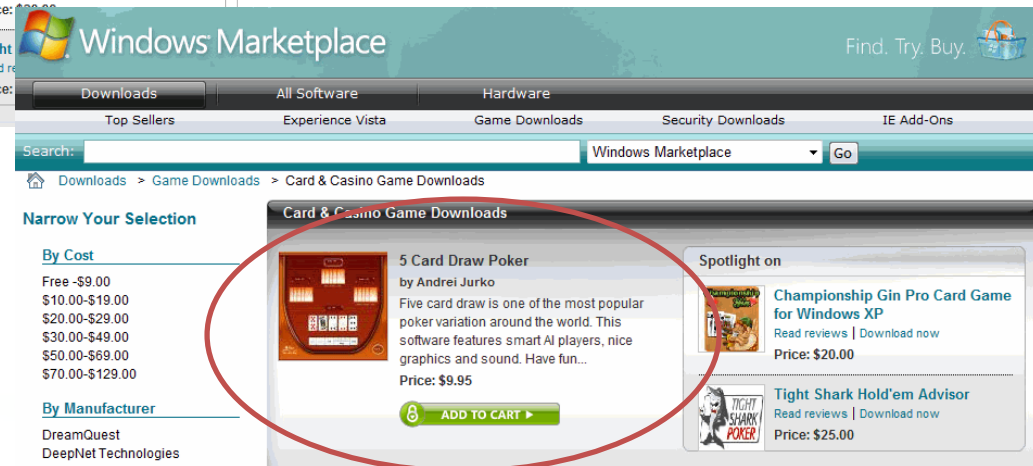 ce: $20.00
ht
d re
ce:
Windows Marketplace
Find. Try. Buy.
Downloads All Software Hardware
Top Sellers Experience Vista Game Downloads Security Downloads IE Add-Ons
Search: Windows Marketplace Go
Downloads > Game Downloads > Card & Casino Game Downloads
Narrow Your Selection
By Cost
Free -$9.00
$10.00-$19.00
$20.00-$29.00
$30.00-$49.00
$50.00-$69.00
$70.00-$129.00
By Manufacturer
DreamQuest
DeepNet Technologies
Card & Casino Game Downloads
5 Card Draw Poker
by Andrei Jurko
Five card draw is one of the most popular
poker variation around the world. This
software features smart AI players, nice
graphics and sound. Have fun...
Price: $9.95
ADD TO CART
Spotlight on
Championship
Championship Gin Pro Card Game
for Windows XP
Read reviews | Download now
Price: $20.00
TIGHT
SHARK
POKER
Tight Shark Hold'em Advisor
Read reviews | Download now
Price: $25.00